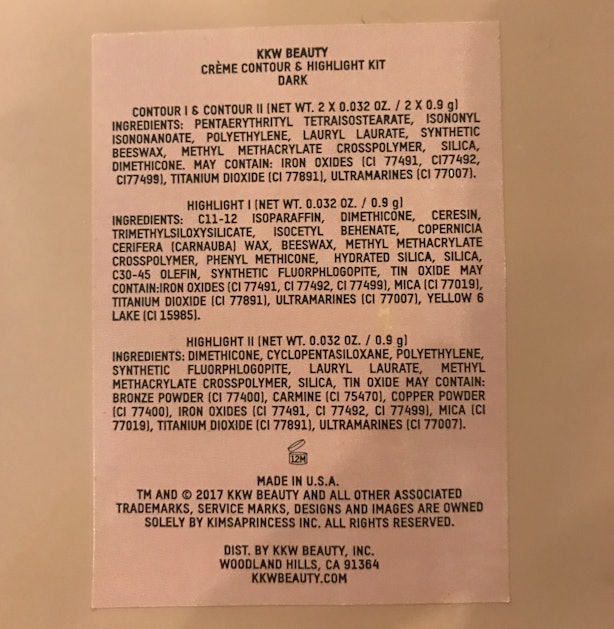 KKW BEAUTY
CRÈME CONTOUR & HIGHLIGHT KIT
DARK
CONTOUR I & CONTOUR II (NET WT. 2 X 0.032 OZ. / 2 X 0.9 g)
INGREDIENTS: PENTAERYTHRITYL TETRAISOSTEARATE, ISONONYL
ISONONANOATE, POLYETHYLENE, LAURYL LAURATE, SYNTHETIC
BEESWAX, METHYL METHACRYLATE CROSSPOLYMER, SILICA,
DIMETHICONE. MAY CONTAIN: IRON OXIDES (CI 77491, CI77492,
CI77499), TITANIUM DIOXIDE (CI 77891), ULTRAMARINES (CI 77007).
HIGHLIGHT I (NET WT. 0.032 OZ. / 0.9 g)
INGREDIENTS: C11-12 ISOPARAFFIN, DIMETHICONE, CERESIN,
TRIMETHYLSILOXYSILICATE, ISOCETYL BEHENATE, COPERNICIA
CERIFERA (CARNAUBA) WAX, BEESWAX, METHYL METHACRYLATE
CROSSPOLYMER, PHENYL METHICONE, HYDRATED SILICA, SILICA,
C30-45 OLEFIN, SYNTHETIC FLUORPHLOGOPITE, TIN OXIDE MAY
CONTAIN:IRON OXIDES (CI 77491, CI 77492, CI 77499), MICA (CI 77019),
TITANIUM DIOXIDE (CI 77891), ULTRAMARINES (CI 77007), YELLOW 6
LAKE (CI 15985).
HIGHLIGHT II (NET WT. 0.032 OZ. / 0.9 g)
INGREDIENTS: DIMETHICONE, CYCLOPENTASILOXANE, POLYETHYLENE,
SYNTHETIC FLUORPHLOGOPITE, LAURYL LAURATE, METHYL
METHACRYLATE CROSSPOLYMER, SILICA, TIN OXIDE MAY CONTAIN:
BRONZE POWDER (CI 77400), CARMINE (CI 75470), COPPER POWDER
(CI 77400), IRON OXIDES (CI 77491, CI 77492, CI 77499), MICA (CI
77019), TITANIUM DIOXIDE (CI 77891), ULTRAMARINES (CI 77007).
12M
MADE IN U.S.A.
TM AND © 2017 KKW BEAUTY AND ALL OTHER ASSOCIATED
TRADEMARKS, SERVICE MARKS, DESIGNS AND IMAGES ARE OWNED
SOLELY BY KIMSAPRINCESS INC. ALL RIGHTS RESERVED.
DIST. BY KKW BEAUTY, INC.
WOODLAND HILLS, CA 91364
KKWBEAUTY.COM